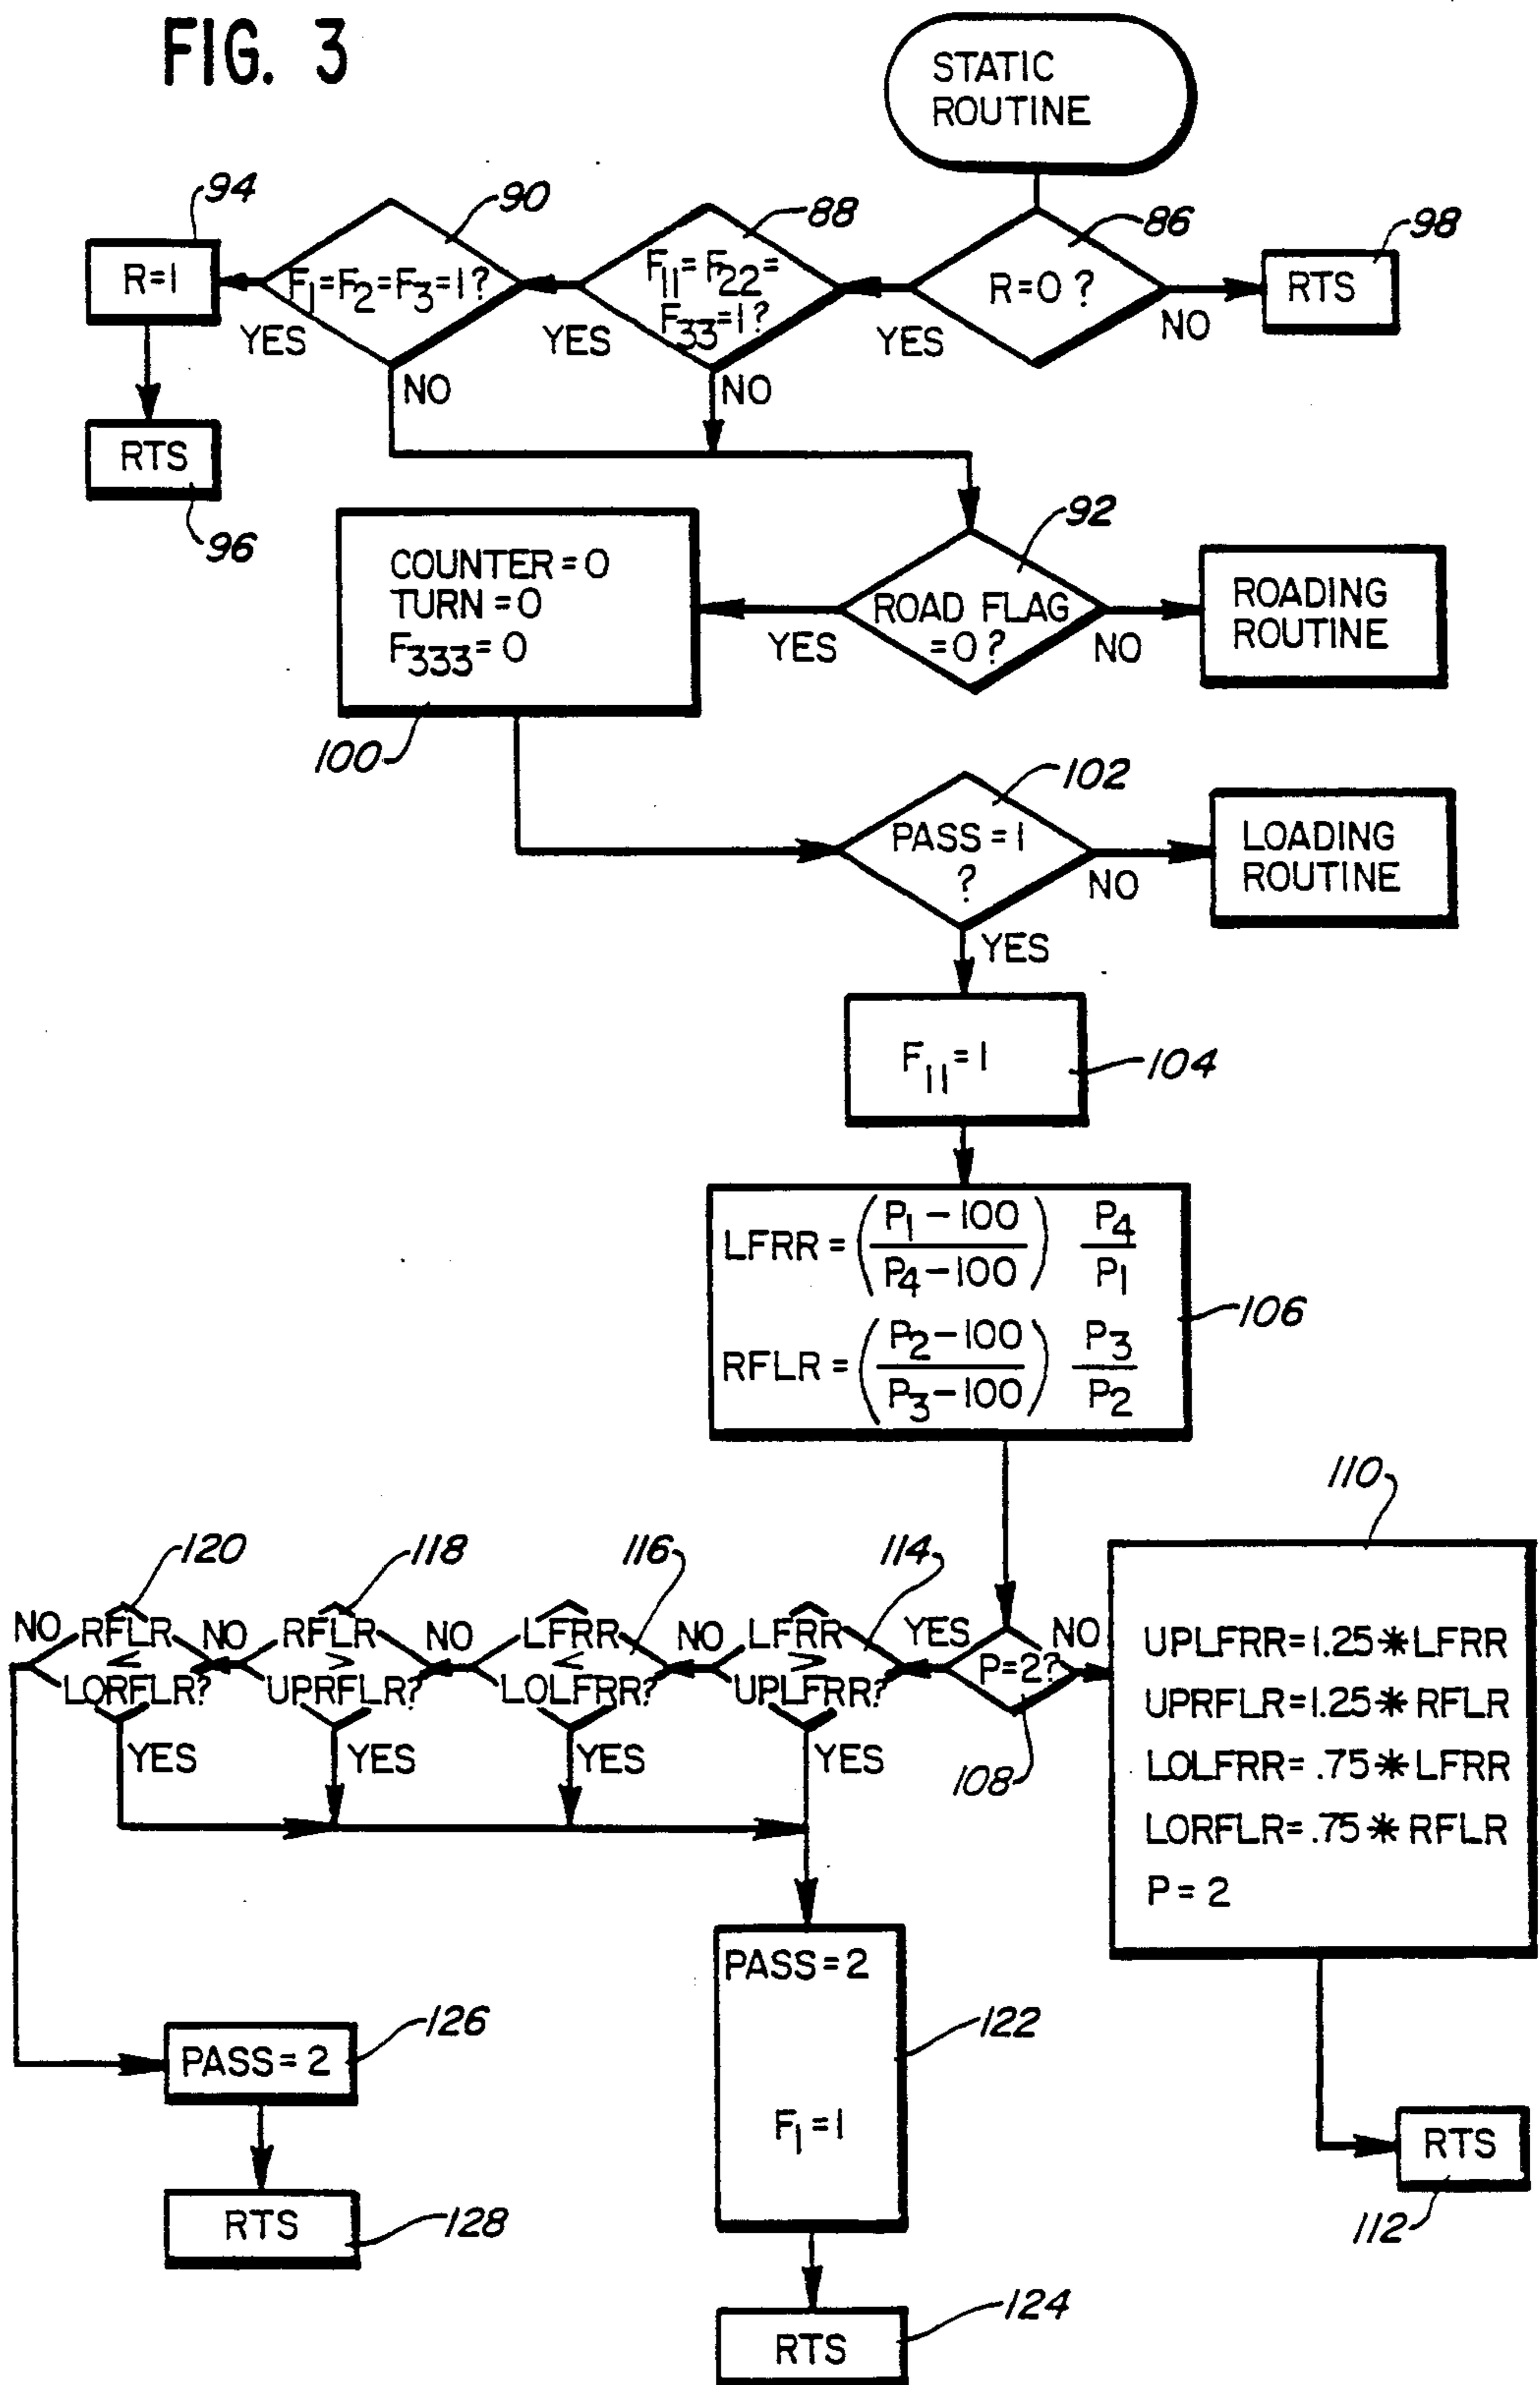 FIG. 3
STATIC
ROUTINE
94
90
88
86
98
R=1
F1=F2=F3=1?
F11=F22=
F33=1?
R=0?
RTS
YES
YES
YES
NO
NO
NO
RTS
96
92
COUNTER=0
TURN=0
F333=0
ROAD FLAG
=0?
ROADING
ROUTINE
YES
NO
100
102
PASS=1
?
LOADING
ROUTINE
NO
YES
F11=1
104
LFRR=(P1-100/P4-100) P4/P1
RFLR=(P2-100/P3-100) P3/P2
106
110
120
118
116
114
NO
RFLR
<
LORFLR?
NO
RFLR
>
UPRFLR?
NO
LFRR
<
LOLFRR?
NO
LFRR
>
UPLFRR?
YES
P=2?
NO
108
YES
YES
YES
YES
UPLFRR=1.25*LFRR
UPRFLR=1.25*RFLR
LOLFRR=.75*LFRR
LORFLR=.75*RFLR
P=2
PASS=2
F1=1
122
126
PASS=2
RTS
112
RTS
128
RTS
124